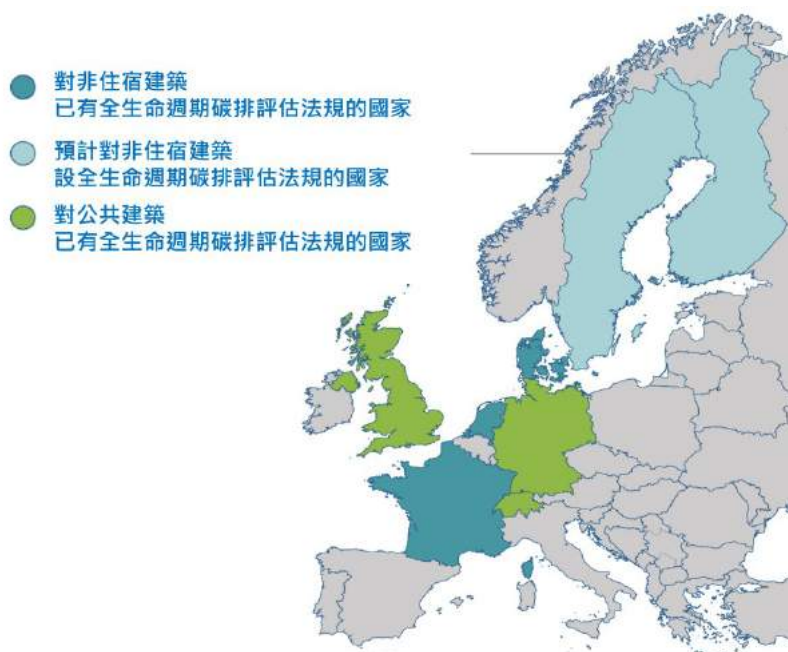 對非住宿建築
已有全生命週期碳排評估法規的國家
預計對非住宿建築
設全生命週期碳排評估法規的國家
對公共建築
已有全生命週期碳排評估法規的國家